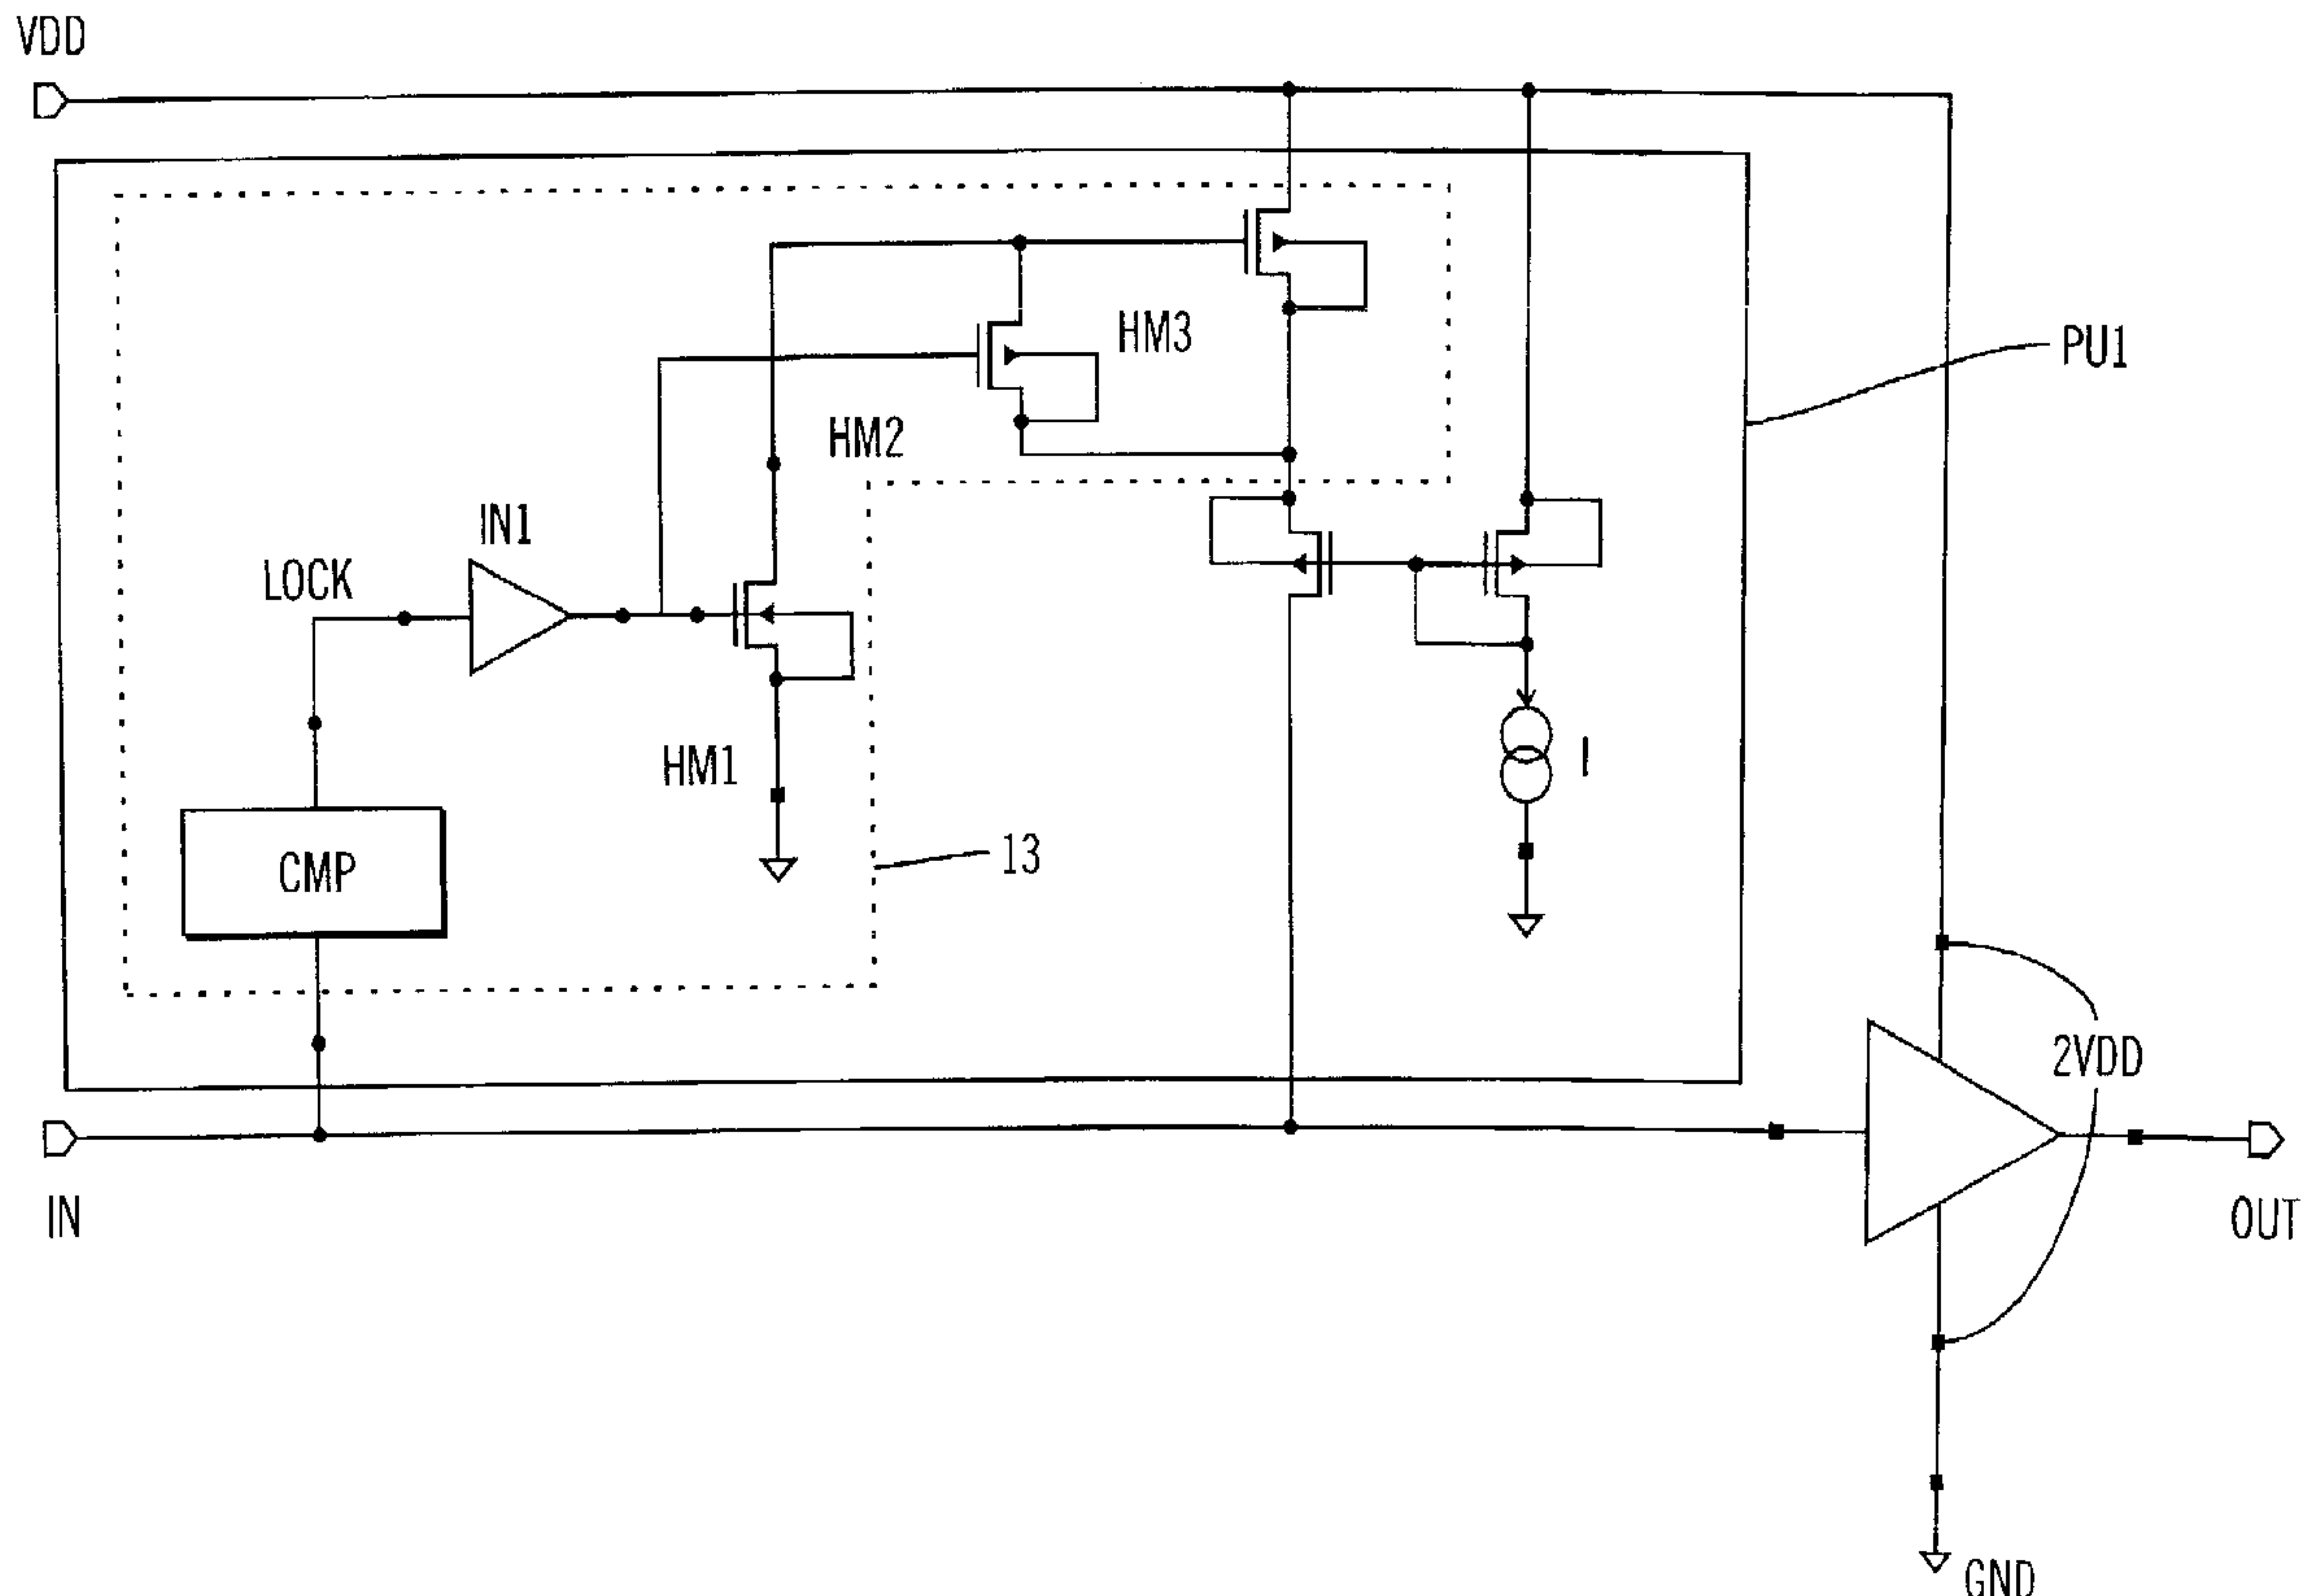 VDD
HM3
PU1
HM2
IN1
LOCK
HM1
I
CMP
13
2VDD
IN
OUT
GND